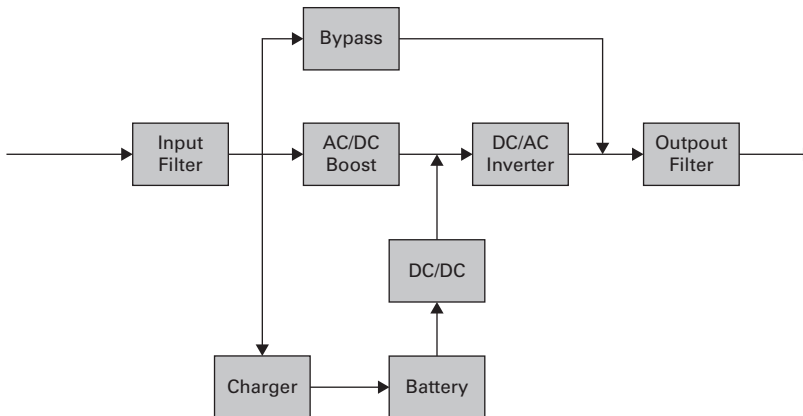 Bypass
Input
Filter
AC/DC
Boost
DC/AC
Inverter
Outpout
Filter
DC/DC
Charger
Battery